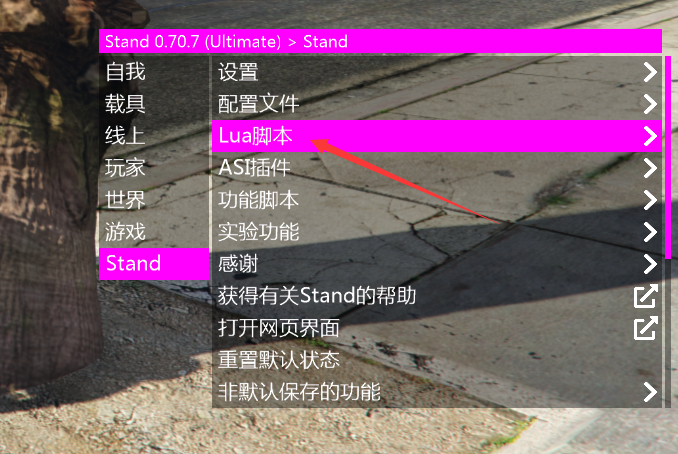 Stand 0.70.7 (Ultimate) > Stand
自我
载具
线上
玩家
世界
游戏
Stand
设置
配置文件
Lua脚本
ASI插件
功能脚本
实验功能
感谢
获得有关Stand的帮助
打开网页界面
重置默认状态
非默认保存的功能